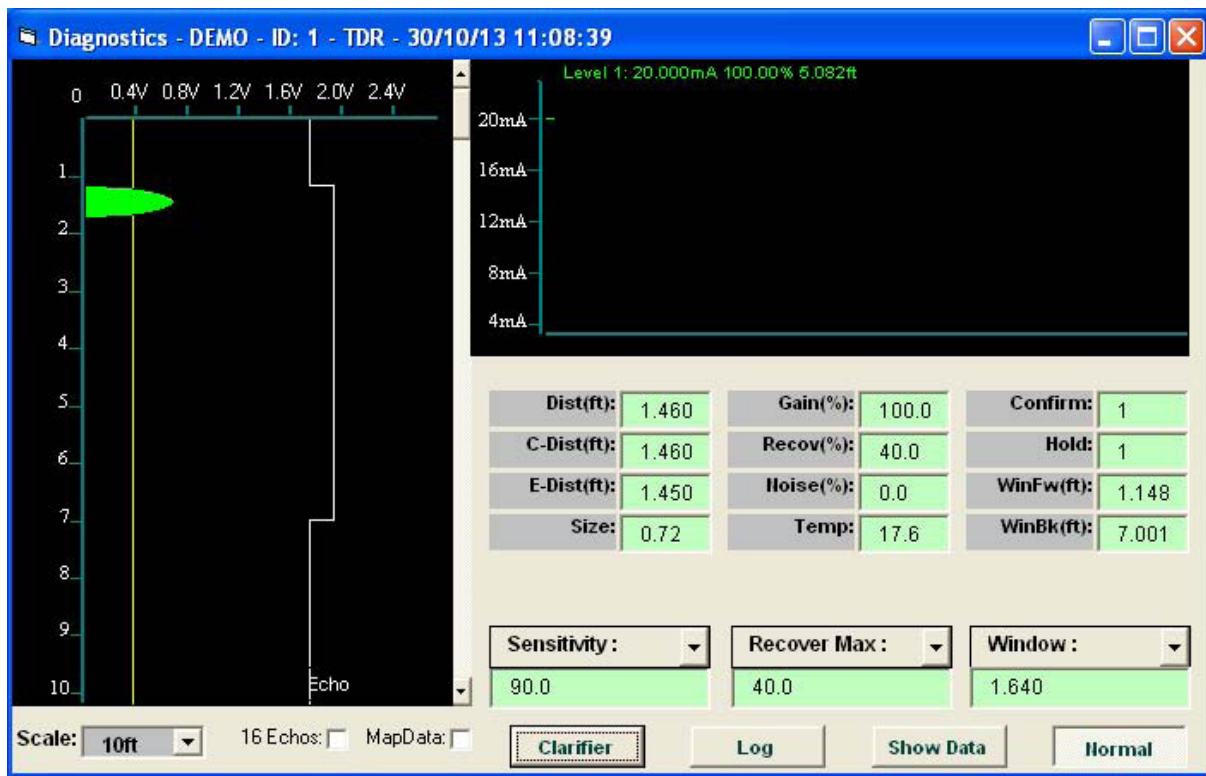 Diagnostics - DEMO - ID: 1 - TDR - 30/10/13 11:08:39
0 0.4V 0.8V 1.2V 1.6V 2.0V 2.4V
1
2
3
4
5
6
7
8
9
10
Echo
Level 1: 20.000mA 100.00% 5.082ft
20mA
16mA
12mA
8mA
4mA
Dist(ft): 1.460 Gain(%): 100.0 Confirm: 1
C-Dist(ft): 1.460 Recov(%): 40.0 Hold: 1
E-Dist(ft): 1.450 Noise(%): 0.0 WinFw(ft): 1.148
Size: 0.72 Temp: 17.6 WinBk(ft): 7.001
Sensitivity : Recover Max : Window :
90.0 40.0 1.640
Scale: 10ft 16 Echos: MapData: Clarifier Log Show Data Normal